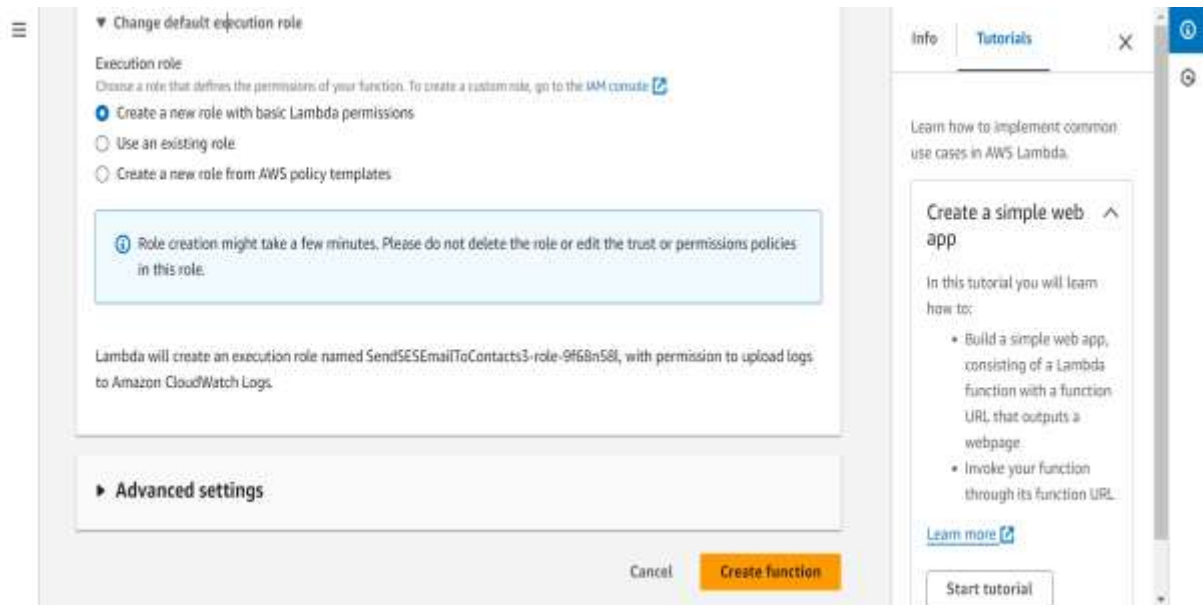 ▼ Change default execution role
Execution role
Choose a role that defines the permissions of your function. To create a custom role, go to the IAM console
Create a new role with basic Lambda permissions
Use an existing role
Create a new role from AWS policy templates
Role creation might take a few minutes. Please do not delete the role or edit the trust or permissions policies
in this role.
Lambda will create an execution role named SendSESEmailToContacts3-role-9f68n58l, with permission to upload logs
to Amazon CloudWatch Logs.
▶ Advanced settings
Cancel
Create function
Info
Tutorials
Learn how to implement common
use cases in AWS Lambda.
Create a simple web
app
In this tutorial you will learn
how to:
• Build a simple web app,
consisting of a Lambda
function with a function
URL that outputs a
webpage
• Invoke your function
through its function URL
Learn more
Start tutorial